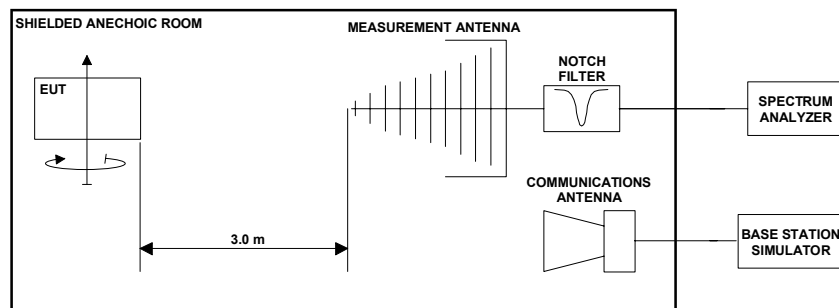 SHIELDED ANECHOIC ROOM
MEASUREMENT ANTENNA
EUT
NOTCH
FILTER
SPECTRUM
ANALYZER
COMMUNICATIONS
ANTENNA
3.0 m
BASE STATION
SIMULATOR